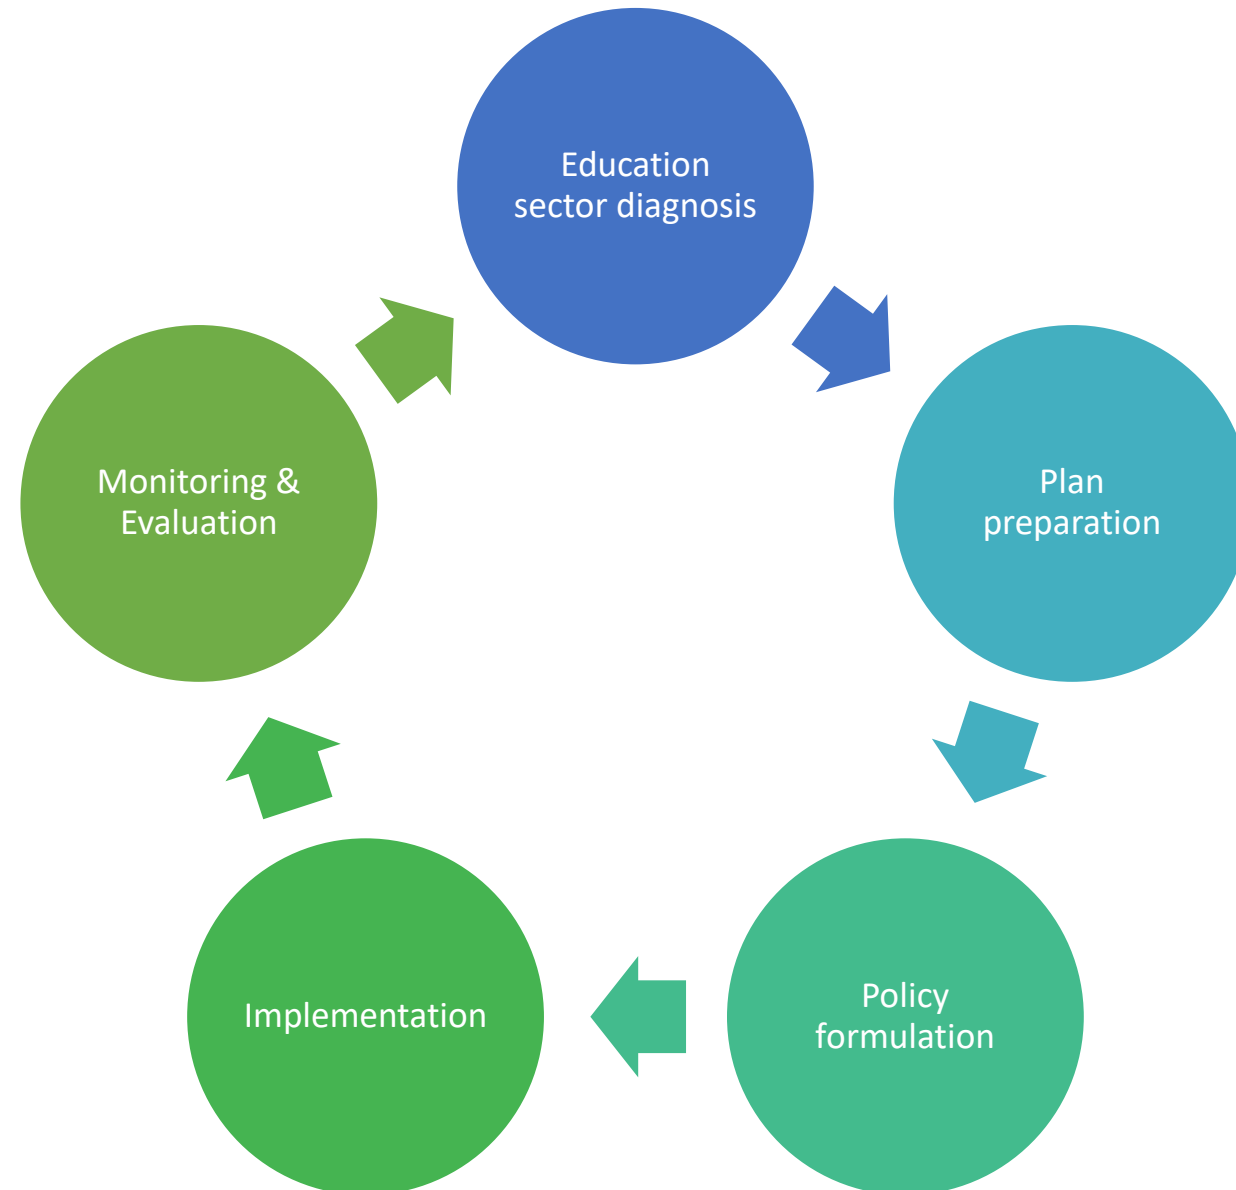 Education
sector diagnosis
Plan
preparation
Policy
formulation
Implementation
Monitoring &
Evaluation